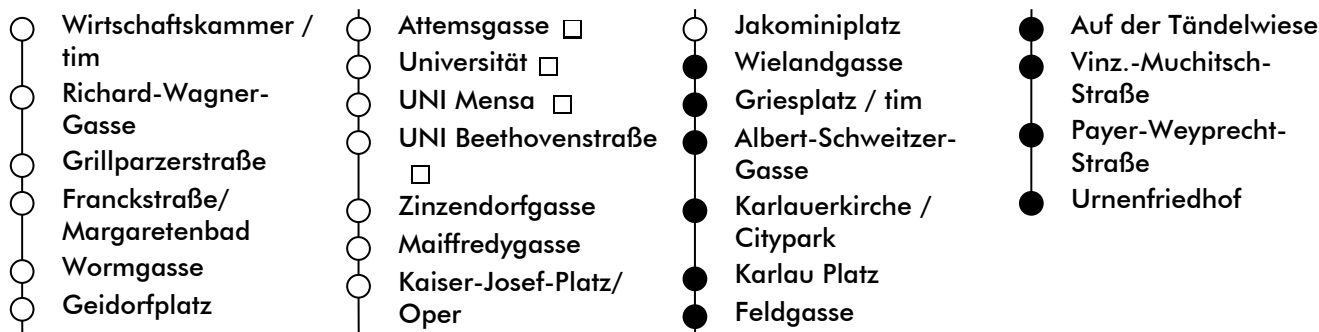 Wirtschaftskammer /
tim
Richard-Wagner-
Gasse
Grillparzerstraße
Franckstraße/
Margaretenbad
Wormgasse
Geidorfplatz
Attemsgasse
Universität
UNI Mensa
UNI Beethovenstraße
Zinzendorfgasse
Maiffredygasse
Kaiser-Josef-Platz/
Oper
Jakominiplatz
Wielandgasse
Griesplatz / tim
Albert-Schweitzer-
Gasse
Karlauerkirche /
Citypark
Karlau Platz
Feldgasse
Auf der Tändelwiese
Vinz.-Muchitsch-
Straße
Payer-Weyprecht-
Straße
Urnenfriedhof